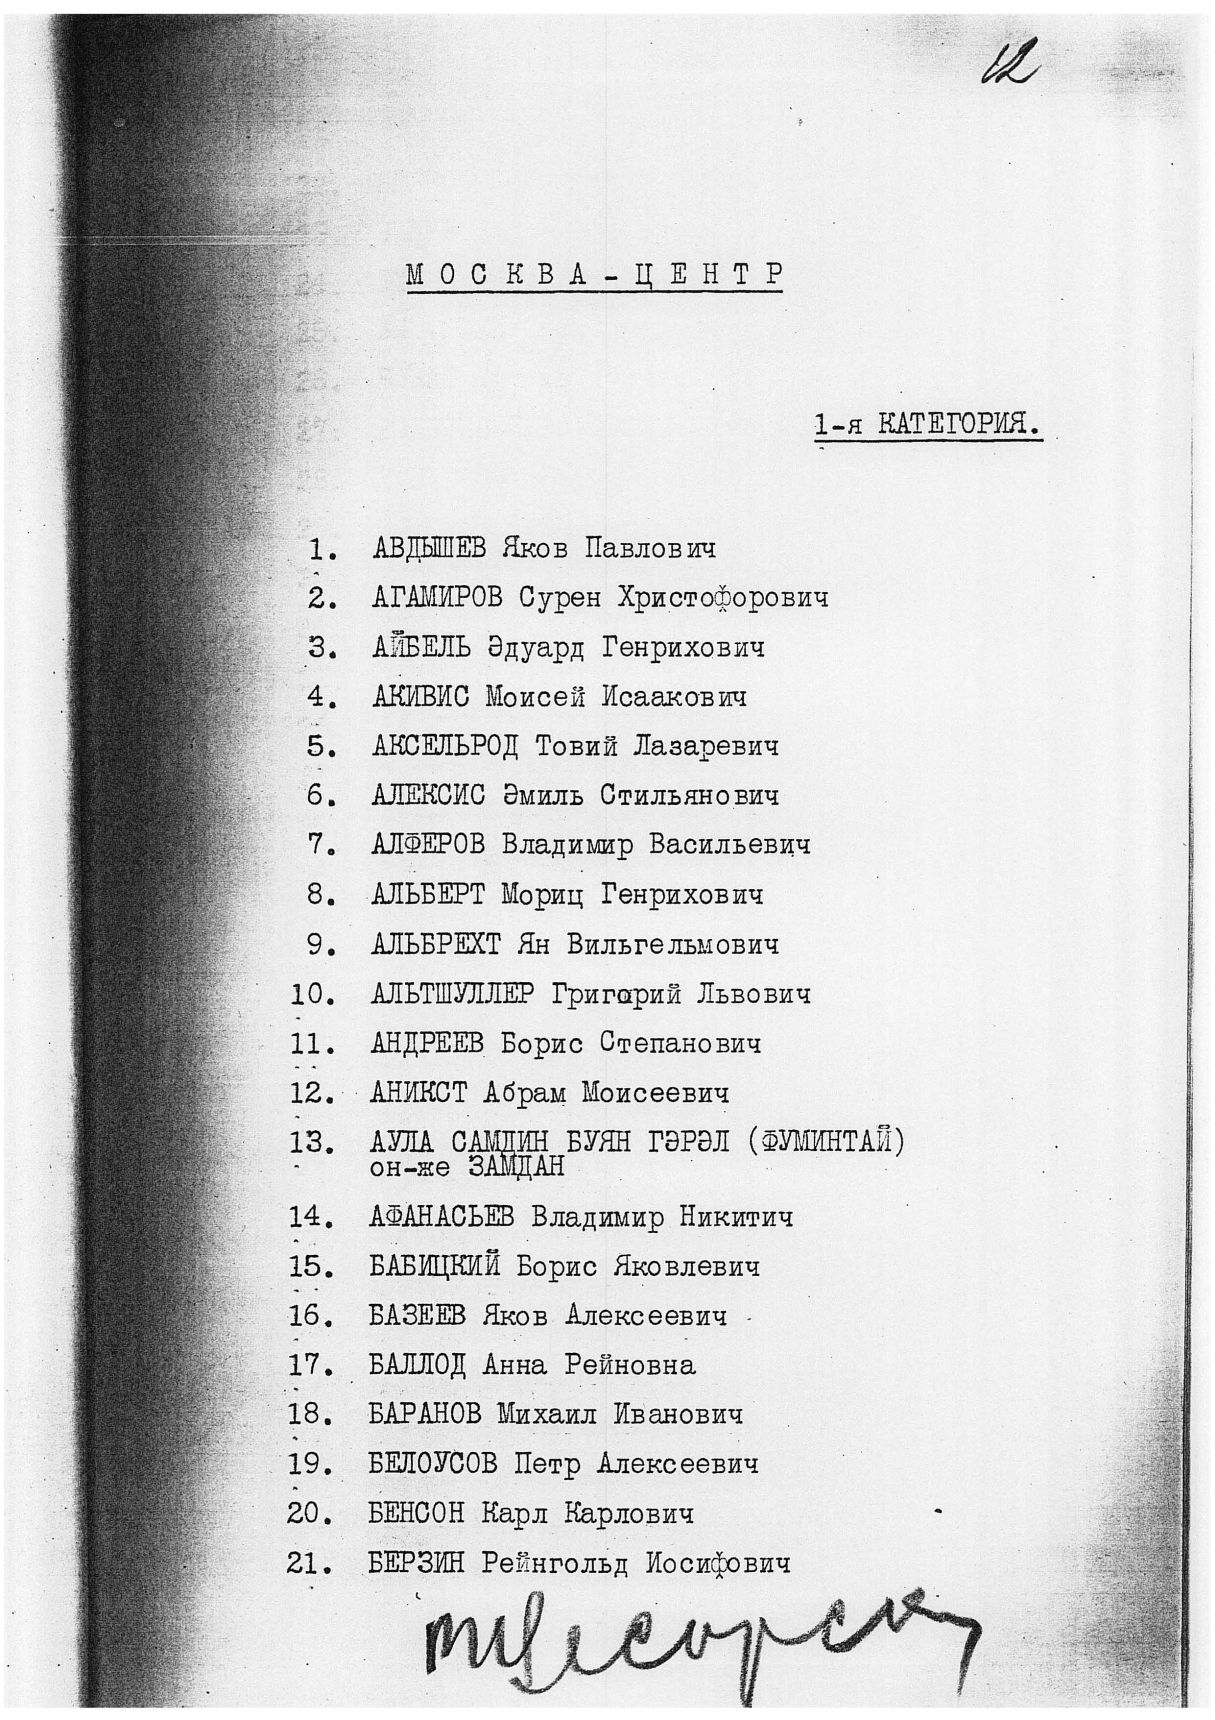 12
МОСКВА-ЦЕНТР
1-я КАТЕГОРИЯ.
1. АВДЫШЕВ Яков Павлович
2. АГАМИРОВ Сурен Христофорович
3. АЙБЕЛЬ Эдуард Генрихович
4. АКИВИС Моисей Исаакович
5. АКСЕЛЬРОД Товий Лазаревич
6. АЛЕКСИС Эмиль Стильянович
7. АЛФЕРОВ Владимир Васильевич
8. АЛЬБЕРТ Мориц Генрихович
9. АЛЬБРЕХТ Ян Вильгельмович
10. АЛЬТШУЛЛЕР Григорий Львович
11. АНДРЕЕВ Борис Степанович
12. АНИКСТ Абрам Моисеевич
13. АУЛА САМДИН БУЯН ГЭРЭЛ (ФУМИНТАЙ)
он-же ЗАМДАН
14. АФАНАСЬЕВ Владимир Никитич
15. БАБИЦКИЙ Борис Яковлевич
16. БАЗЕЕВ Яков Алексеевич
17. БАЛЛОД Анна Рейновна
18. БАРАНОВ Михаил Иванович
19. БЕЛОУСОВ Петр Алексеевич
20. БЕНСОН Карл Карлович
21. БЕРЗИН Рейнгольд Иосифович